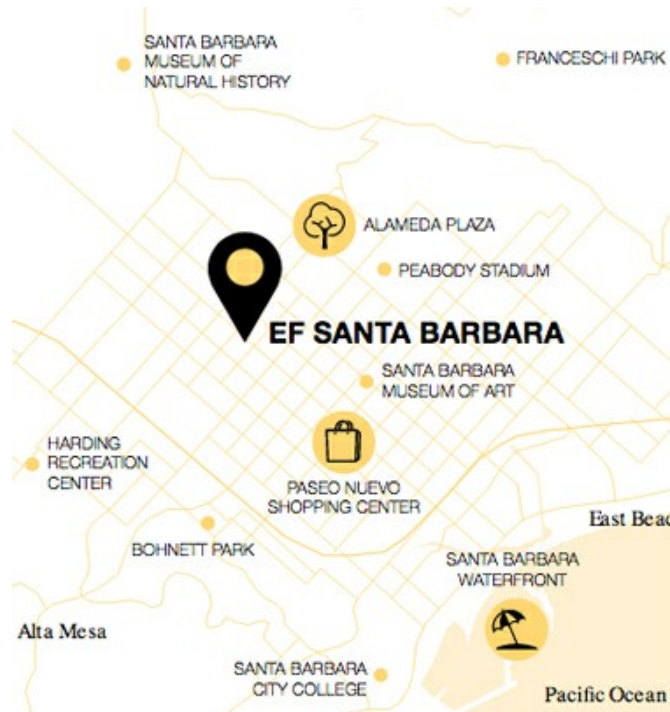 SANTA BARBARA
MUSEUM OF
NATURAL HISTORY
FRANCESCHI PARK
ALAMEDA PLAZA
PEABODY STADIUM
EF SANTA BARBARA
SANTA BARBARA
MUSEUM OF ART
HARDING
RECREATION
CENTER
PASEO NUEVO
SHOPPING CENTER
East Beac
BOHNETT PARK
SANTA BARBARA
WATERFRONT
Alta Mesa
SANTA BARBARA
CITY COLLEGE
Pacific Ocean